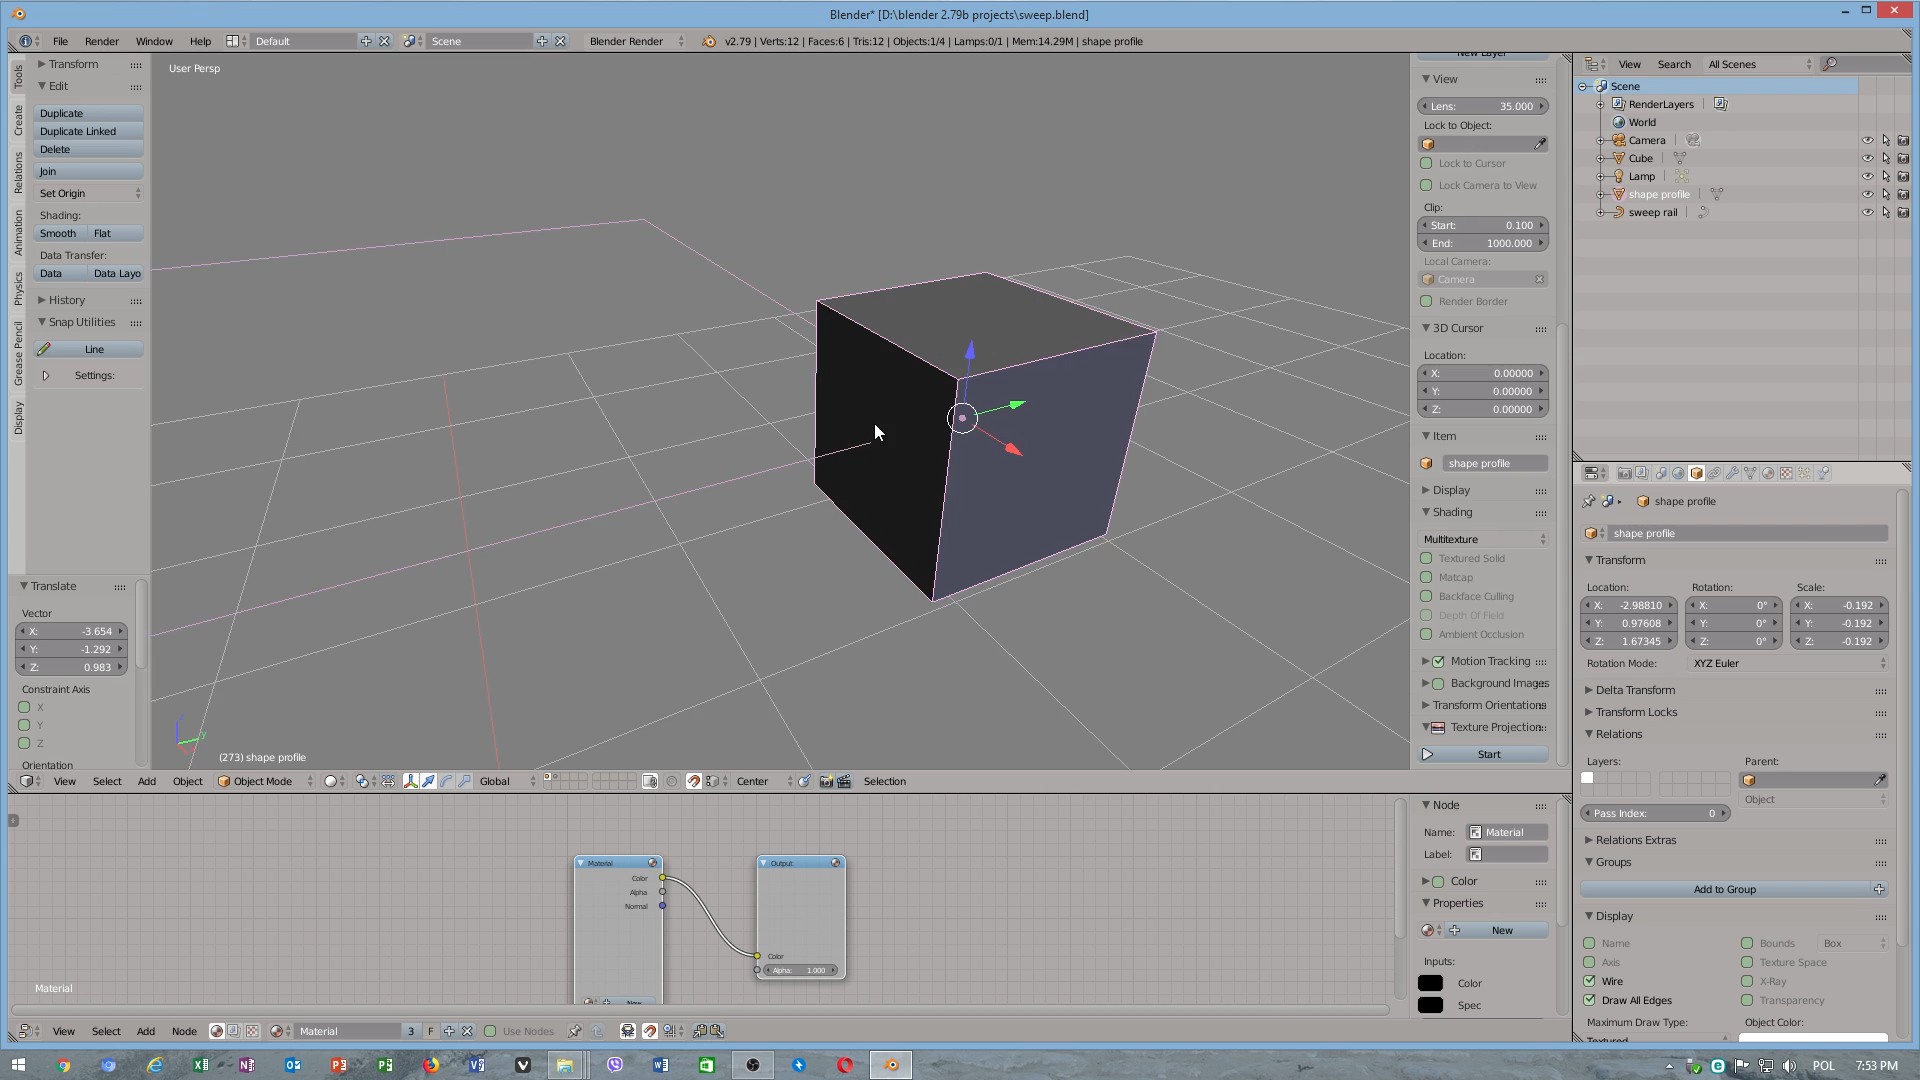 Blender* [D:\blender 2.79b projects\sweep.blend]
File Render Window Help Default Scene Blender Render v2.79 | Verts:12 | Faces:6 | Tris:12 | Objects:1/4 | Lamps:0/1 | Mem:14.29M | shape profile
Tools
Create
Relations
Animation
Physics
Grease Pencil
Display
Transform
Edit
Duplicate
Duplicate Linked
Delete
Join
Set Origin
Shading:
Smooth Flat
Data Transfer:
Data Data Layo
History
Snap Utilities
Line
Settings:
Translate
Vector
X: -3.654
Y: -1.292
Z: 0.983
Constraint Axis
X
Y
Z
Orientation
User Persp
(273) shape profile
View Select Add Object Object Mode Global Center Selection
New Layer
View
Lens: 35.000
Lock to Object:
Lock to Cursor
Lock Camera to View
Clip:
Start: 0.100
End: 1000.000
Local Camera:
Camera
Render Border
3D Cursor
Location:
X: 0.00000
Y: 0.00000
Z: 0.00000
Item
shape profile
Display
Shading
Multitexture
Textured Solid
Matcap
Backface Culling
Depth Of Field
Ambient Occlusion
Motion Tracking
Background Images
Transform Orientations
Texture Projection
Start
View Search All Scenes
Scene
RenderLayers
World
Camera
Cube
Lamp
shape profile
sweep rail
shape profile
shape profile
Transform
Location: Rotation: Scale:
X: -2.98810 X: 0° X: -0.192
Y: 0.97608 Y: 0° Y: -0.192
Z: 1.67345 Z: 0° Z: -0.192
Rotation Mode: XYZ Euler
Delta Transform
Transform Locks
Relations
Layers: Parent:
Object
Pass Index: 0
Relations Extras
Groups
Add to Group
Display
Name Bounds Box
Axis Texture Space
Wire X-Ray
Draw All Edges Transparency
Maximum Draw Type: Object Color:
Textured
Material
Color
Alpha
Normal
New
Output
Color
Alpha: 1.000
Material
Node
Name: Material
Label:
Color
Properties
New
Inputs:
Color
Spec
View Select Add Node Material 3 F Use Nodes
POL 7:53 PM